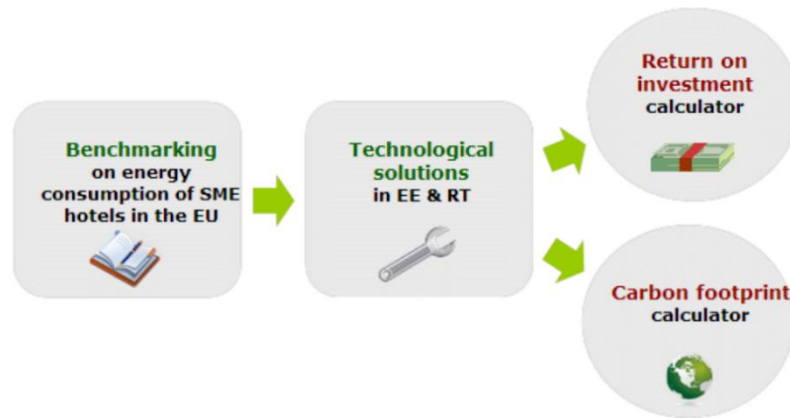 Benchmarking
on energy
consumption of SME
hotels in the EU
Technological
solutions
in EE & RT
Return on
investment
calculator
Carbon footprint
calculator